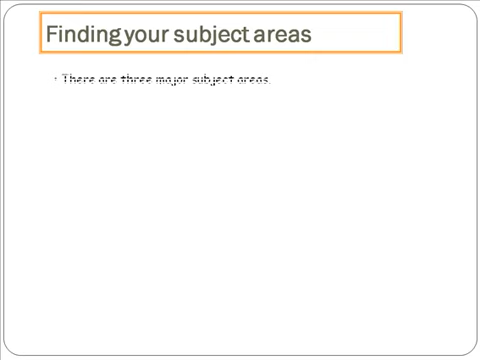 Finding your subject areas
• There are three major subject areas.